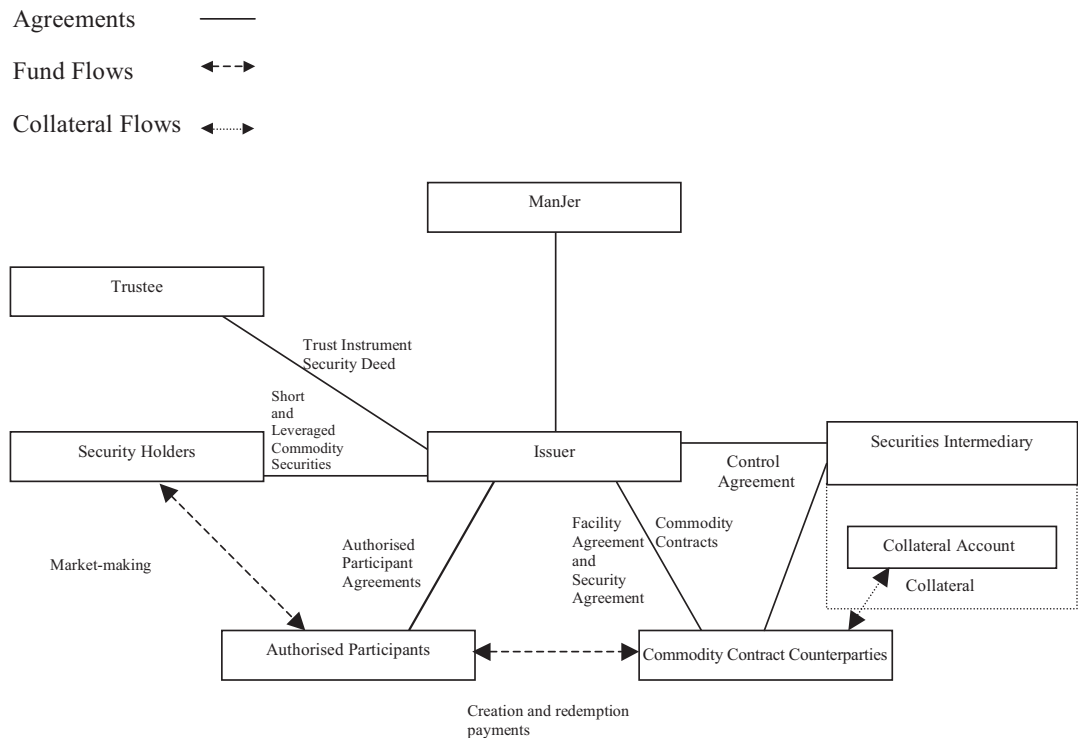 Agreements
Fund Flows
Collateral Flows
ManJer
Trustee
Trust Instrument
Security Deed
Short
and
Leveraged
Commodity
Securities
Security Holders
Issuer
Securities Intermediary
Control
Agreement
Collateral Account
Collateral
Facility
Agreement
and
Security
Agreement
Commodity
Contracts
Authorised
Participant
Agreements
Market-making
Authorised Participants
Commodity Contract Counterparties
Creation and redemption
payments